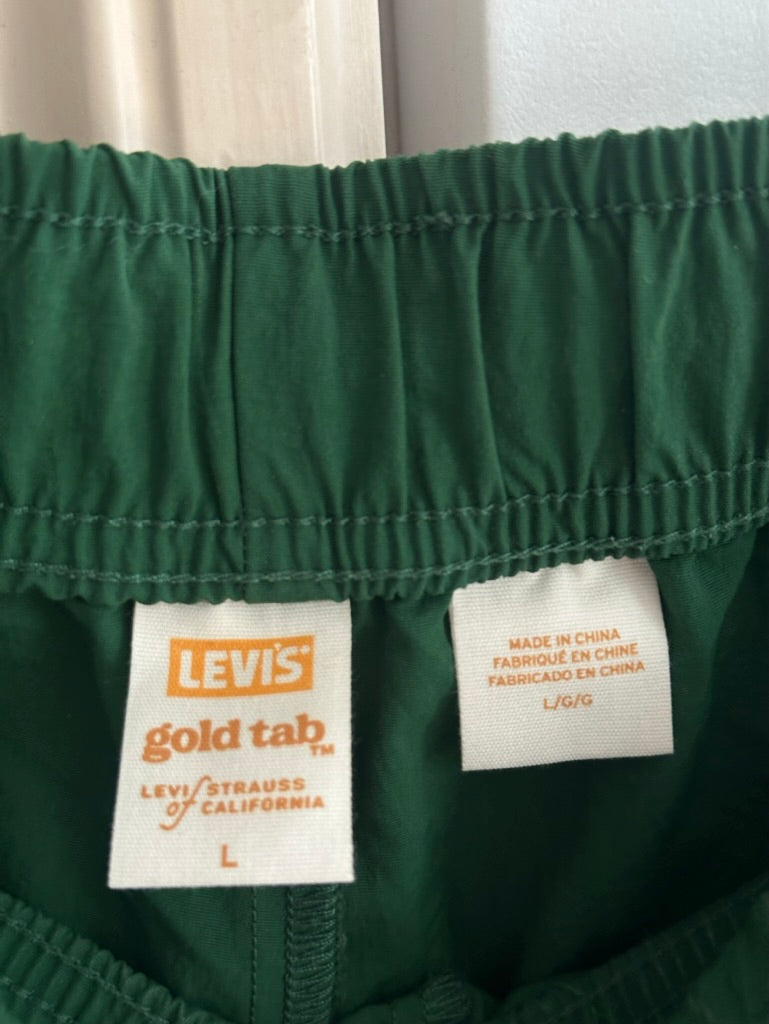 LEVI'S
gold tab™
LEVI STRAUSS
of CALIFORNIA
L
MADE IN CHINA
FABRIQUÉ EN CHINE
FABRICADO EN CHINA
L/G/G